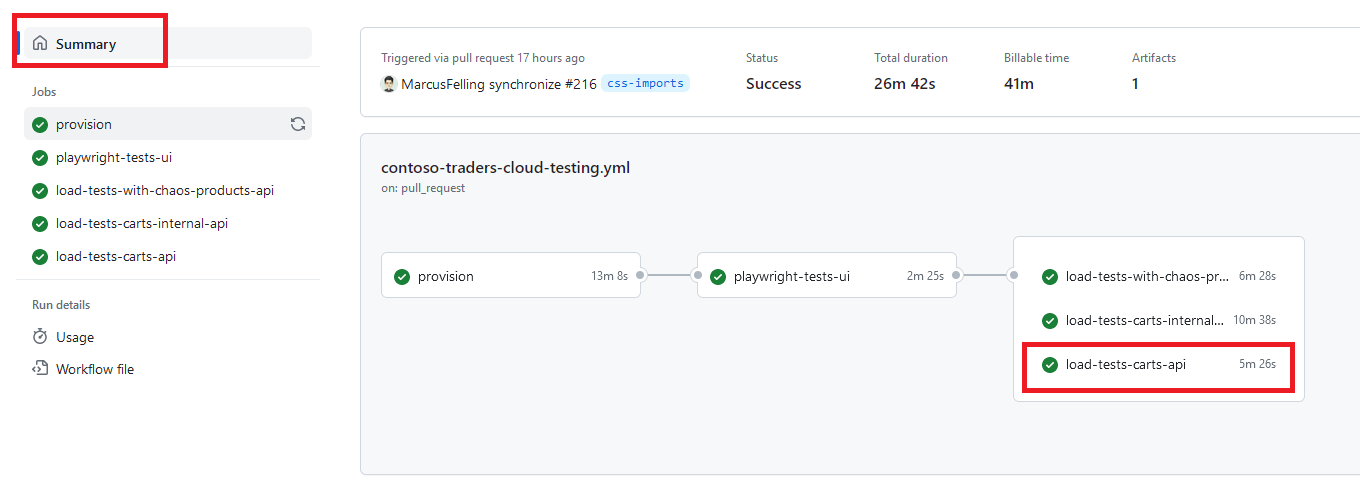 Summary
Jobs
provision
playwright-tests-ui
load-tests-with-chaos-products-api
load-tests-carts-internal-api
load-tests-carts-api
Run details
Usage
Workflow file
Triggered via pull request 17 hours ago
MarcusFelling synchronize #216 css-imports
Status
Success
Total duration
26m 42s
Billable time
41m
Artifacts
1
contoso-traders-cloud-testing.yml
on: pull_request
provision 13m 8s
playwright-tests-ui 2m 25s
load-tests-with-chaos-pr... 6m 28s
load-tests-carts-internal... 10m 38s
load-tests-carts-api 5m 26s